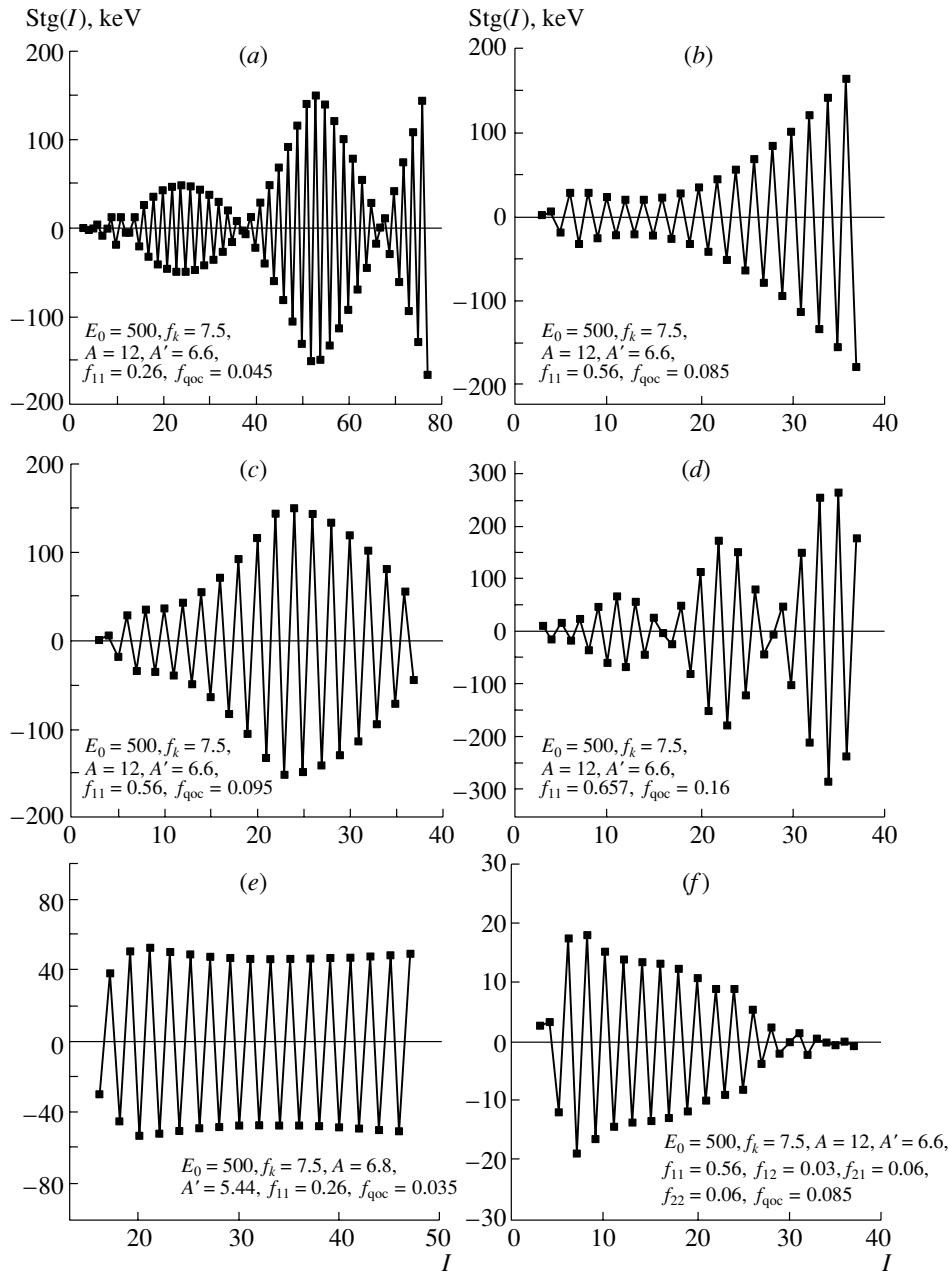 Stg(I), keV
Stg(I), keV
200
100
0
−100
−200
(a)
E₀ = 500, fₖ = 7.5,
A = 12, A′ = 6.6,
f₁₁ = 0.26, f_qoc = 0.045
0 20 40 60 80
200
100
0
−100
−200
(b)
E₀ = 500, fₖ = 7.5,
A = 12, A′ = 6.6,
f₁₁ = 0.56, f_qoc = 0.085
0 10 20 30 40
200
100
0
−100
−200
(c)
E₀ = 500, fₖ = 7.5,
A = 12, A′ = 6.6,
f₁₁ = 0.56, f_qoc = 0.095
0 10 20 30 40
300
200
100
0
−100
−200
−300
(d)
E₀ = 500, fₖ = 7.5,
A = 12, A′ = 6.6,
f₁₁ = 0.657, f_qoc = 0.16
0 10 20 30 40
80
40
0
−40
−80
(e)
E₀ = 500, fₖ = 7.5, A = 6.8,
A′ = 5.44, f₁₁ = 0.26, f_qoc = 0.035
20 30 40 50
I
30
20
10
0
−10
−20
−30
(f)
E₀ = 500, fₖ = 7.5, A = 12, A′ = 6.6,
f₁₁ = 0.56, f₁₂ = 0.03, f₂₁ = 0.06,
f₂₂ = 0.06, f_qoc = 0.085
0 10 20 30 40
I